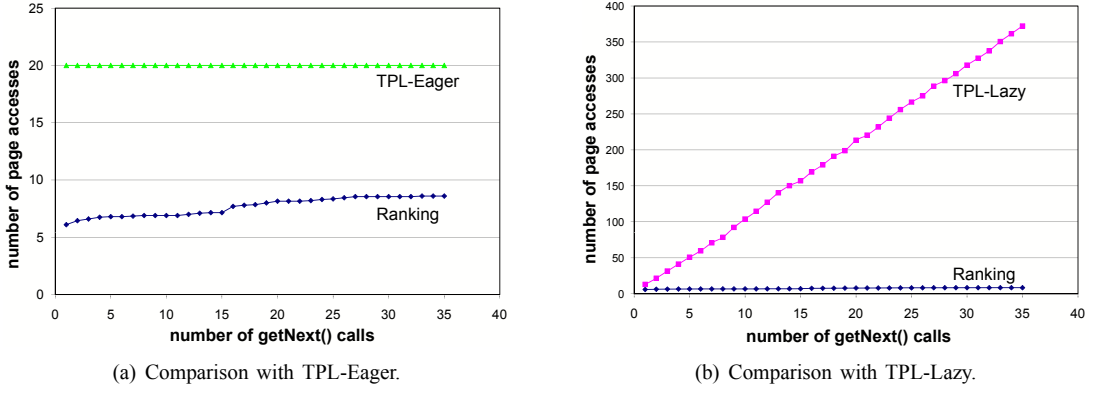 25
20
15
10
5
0
0 5 10 15 20 25 30 35 40
number of page accesses
number of getNext() calls
TPL-Eager
Ranking
(a) Comparison with TPL-Eager.
400
350
300
250
200
150
100
50
0
0 5 10 15 20 25 30 35 40
number of page accesses
number of getNext() calls
TPL-Lazy
Ranking
(b) Comparison with TPL-Lazy.